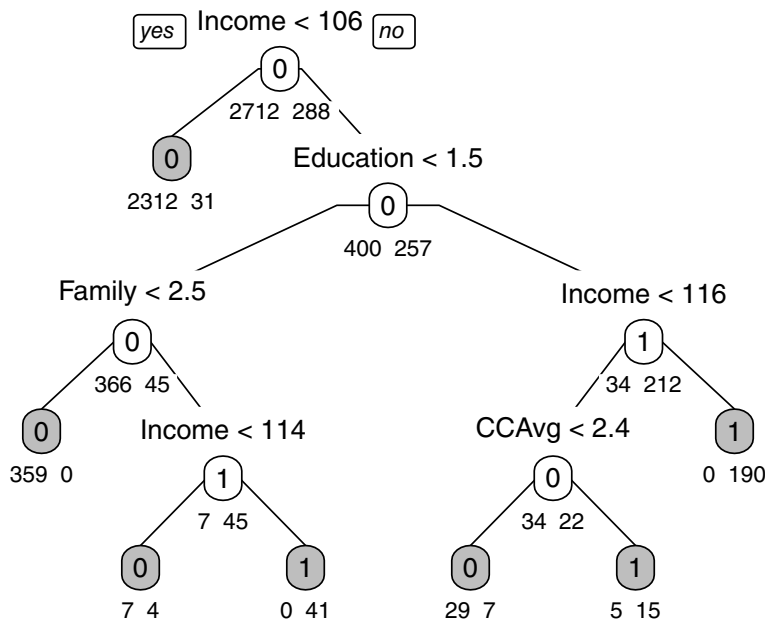 yes Income < 106 no
0
2712 288
0 Education < 1.5
2312 31 0
400 257
Family < 2.5 Income < 116
0 1
366 45 34 212
0 Income < 114 CCAvg < 2.4 1
359 0 1 0 0 190
7 45 34 22
0 1 0 1
7 4 0 41 29 7 5 15